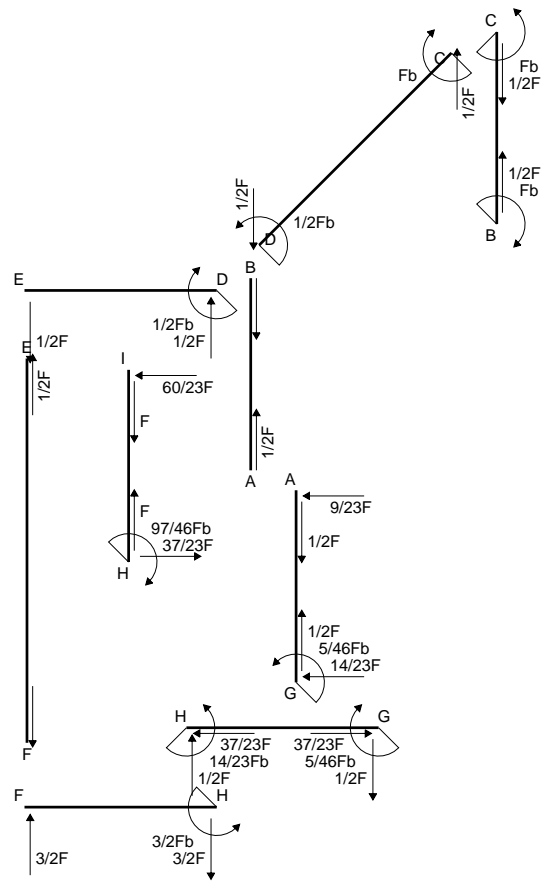 C
C
Fb
Fb
1/2F
1/2F
1/2F
Fb
1/2F
1/2Fb
D
B
B
E
D
1/2Fb
1/2F
1/2F
E
1/2F
I
60/23F
F
F
97/46Fb
37/23F
H
1/2F
A
A
9/23F
1/2F
1/2F
5/46Fb
14/23F
G
H
G
37/23F
14/23Fb
1/2F
37/23F
5/46Fb
1/2F
F
F
H
3/2F
3/2Fb
3/2F